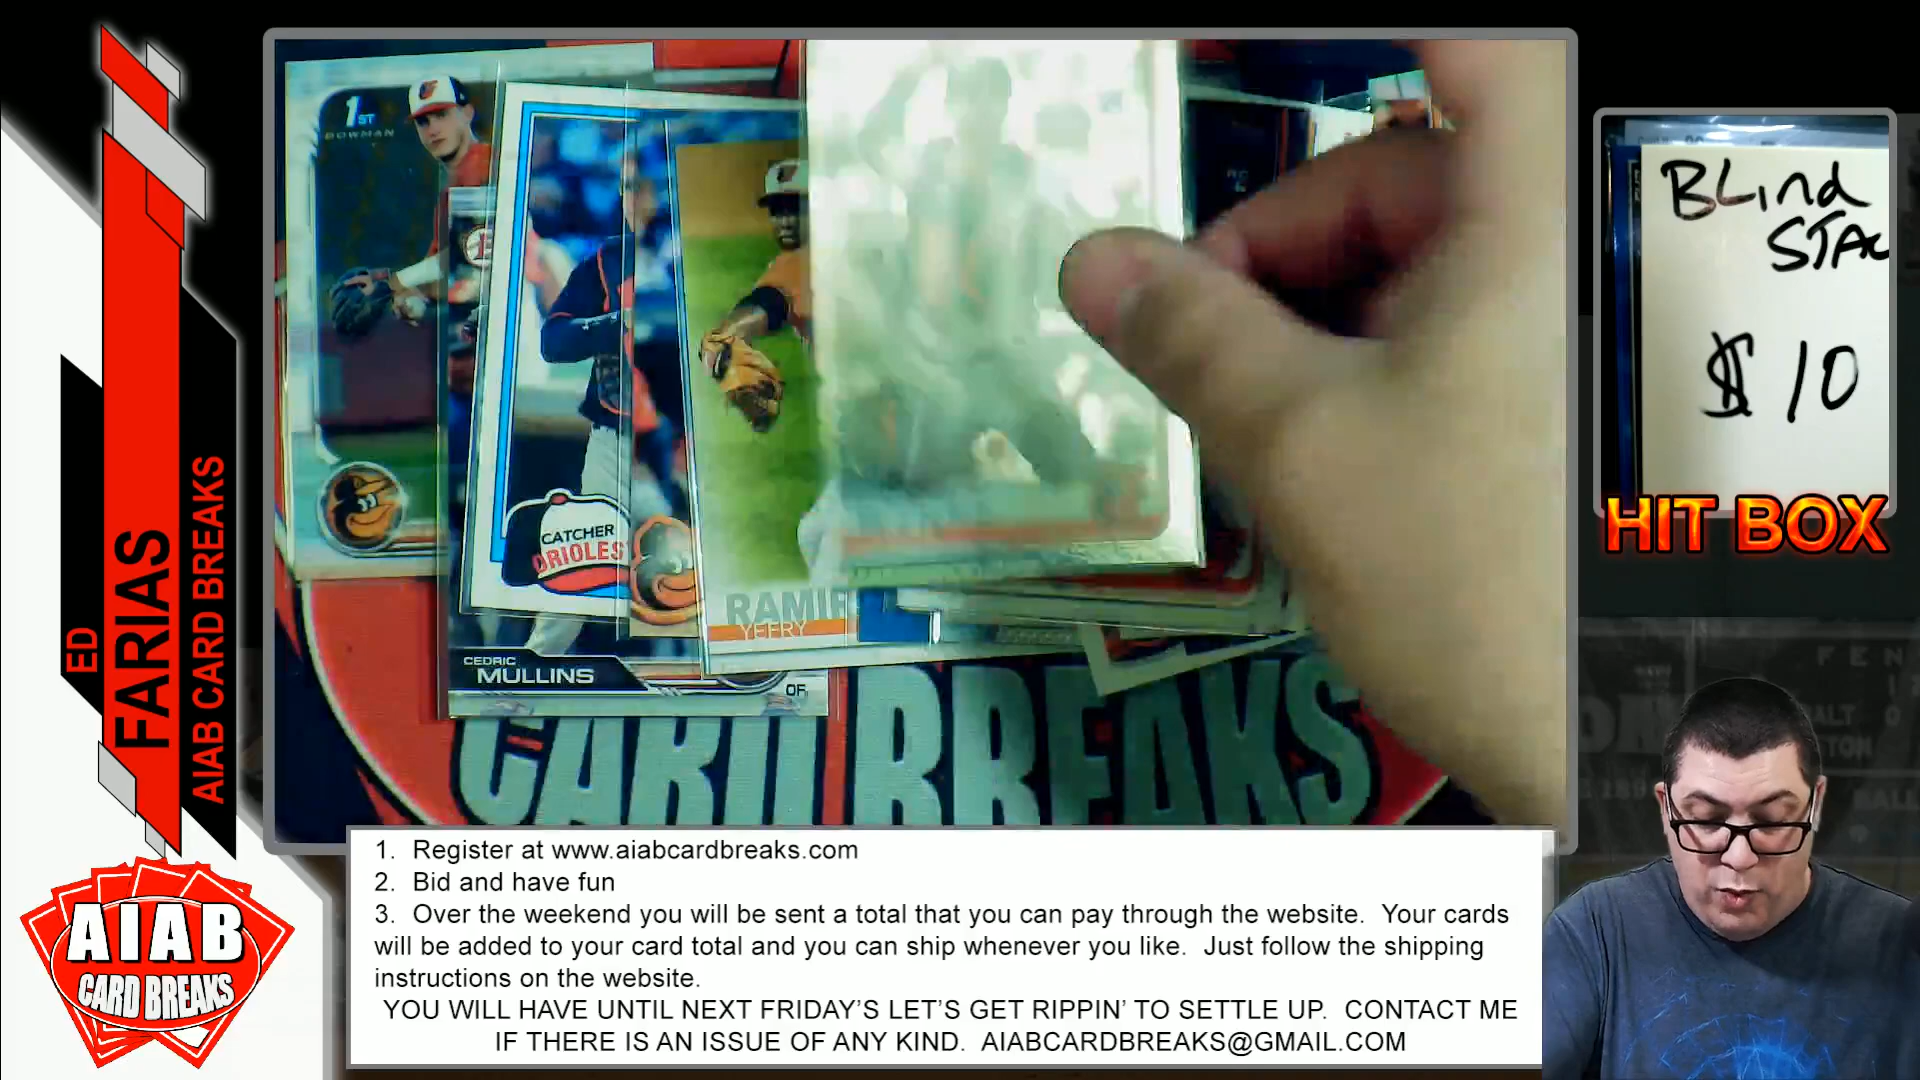 ED
FARIAS
AIAB CARD BREAKS
AIAB
CARD BREAKS
1ST
BOWMAN
CATCHER
ORIOLES
CEDRIC
MULLINS
OF
YEFRY
CARD BREAKS
BLind
$10
HIT BOX
1. Register at www.aiabcardbreaks.com
2. Bid and have fun
3. Over the weekend you will be sent a total that you can pay through the website. Your cards
will be added to your card total and you can ship whenever you like. Just follow the shipping
instructions on the website.
YOU WILL HAVE UNTIL NEXT FRIDAY'S LET'S GET RIPPIN' TO SETTLE UP. CONTACT ME
IF THERE IS AN ISSUE OF ANY KIND. AIABCARDBREAKS@GMAIL.COM